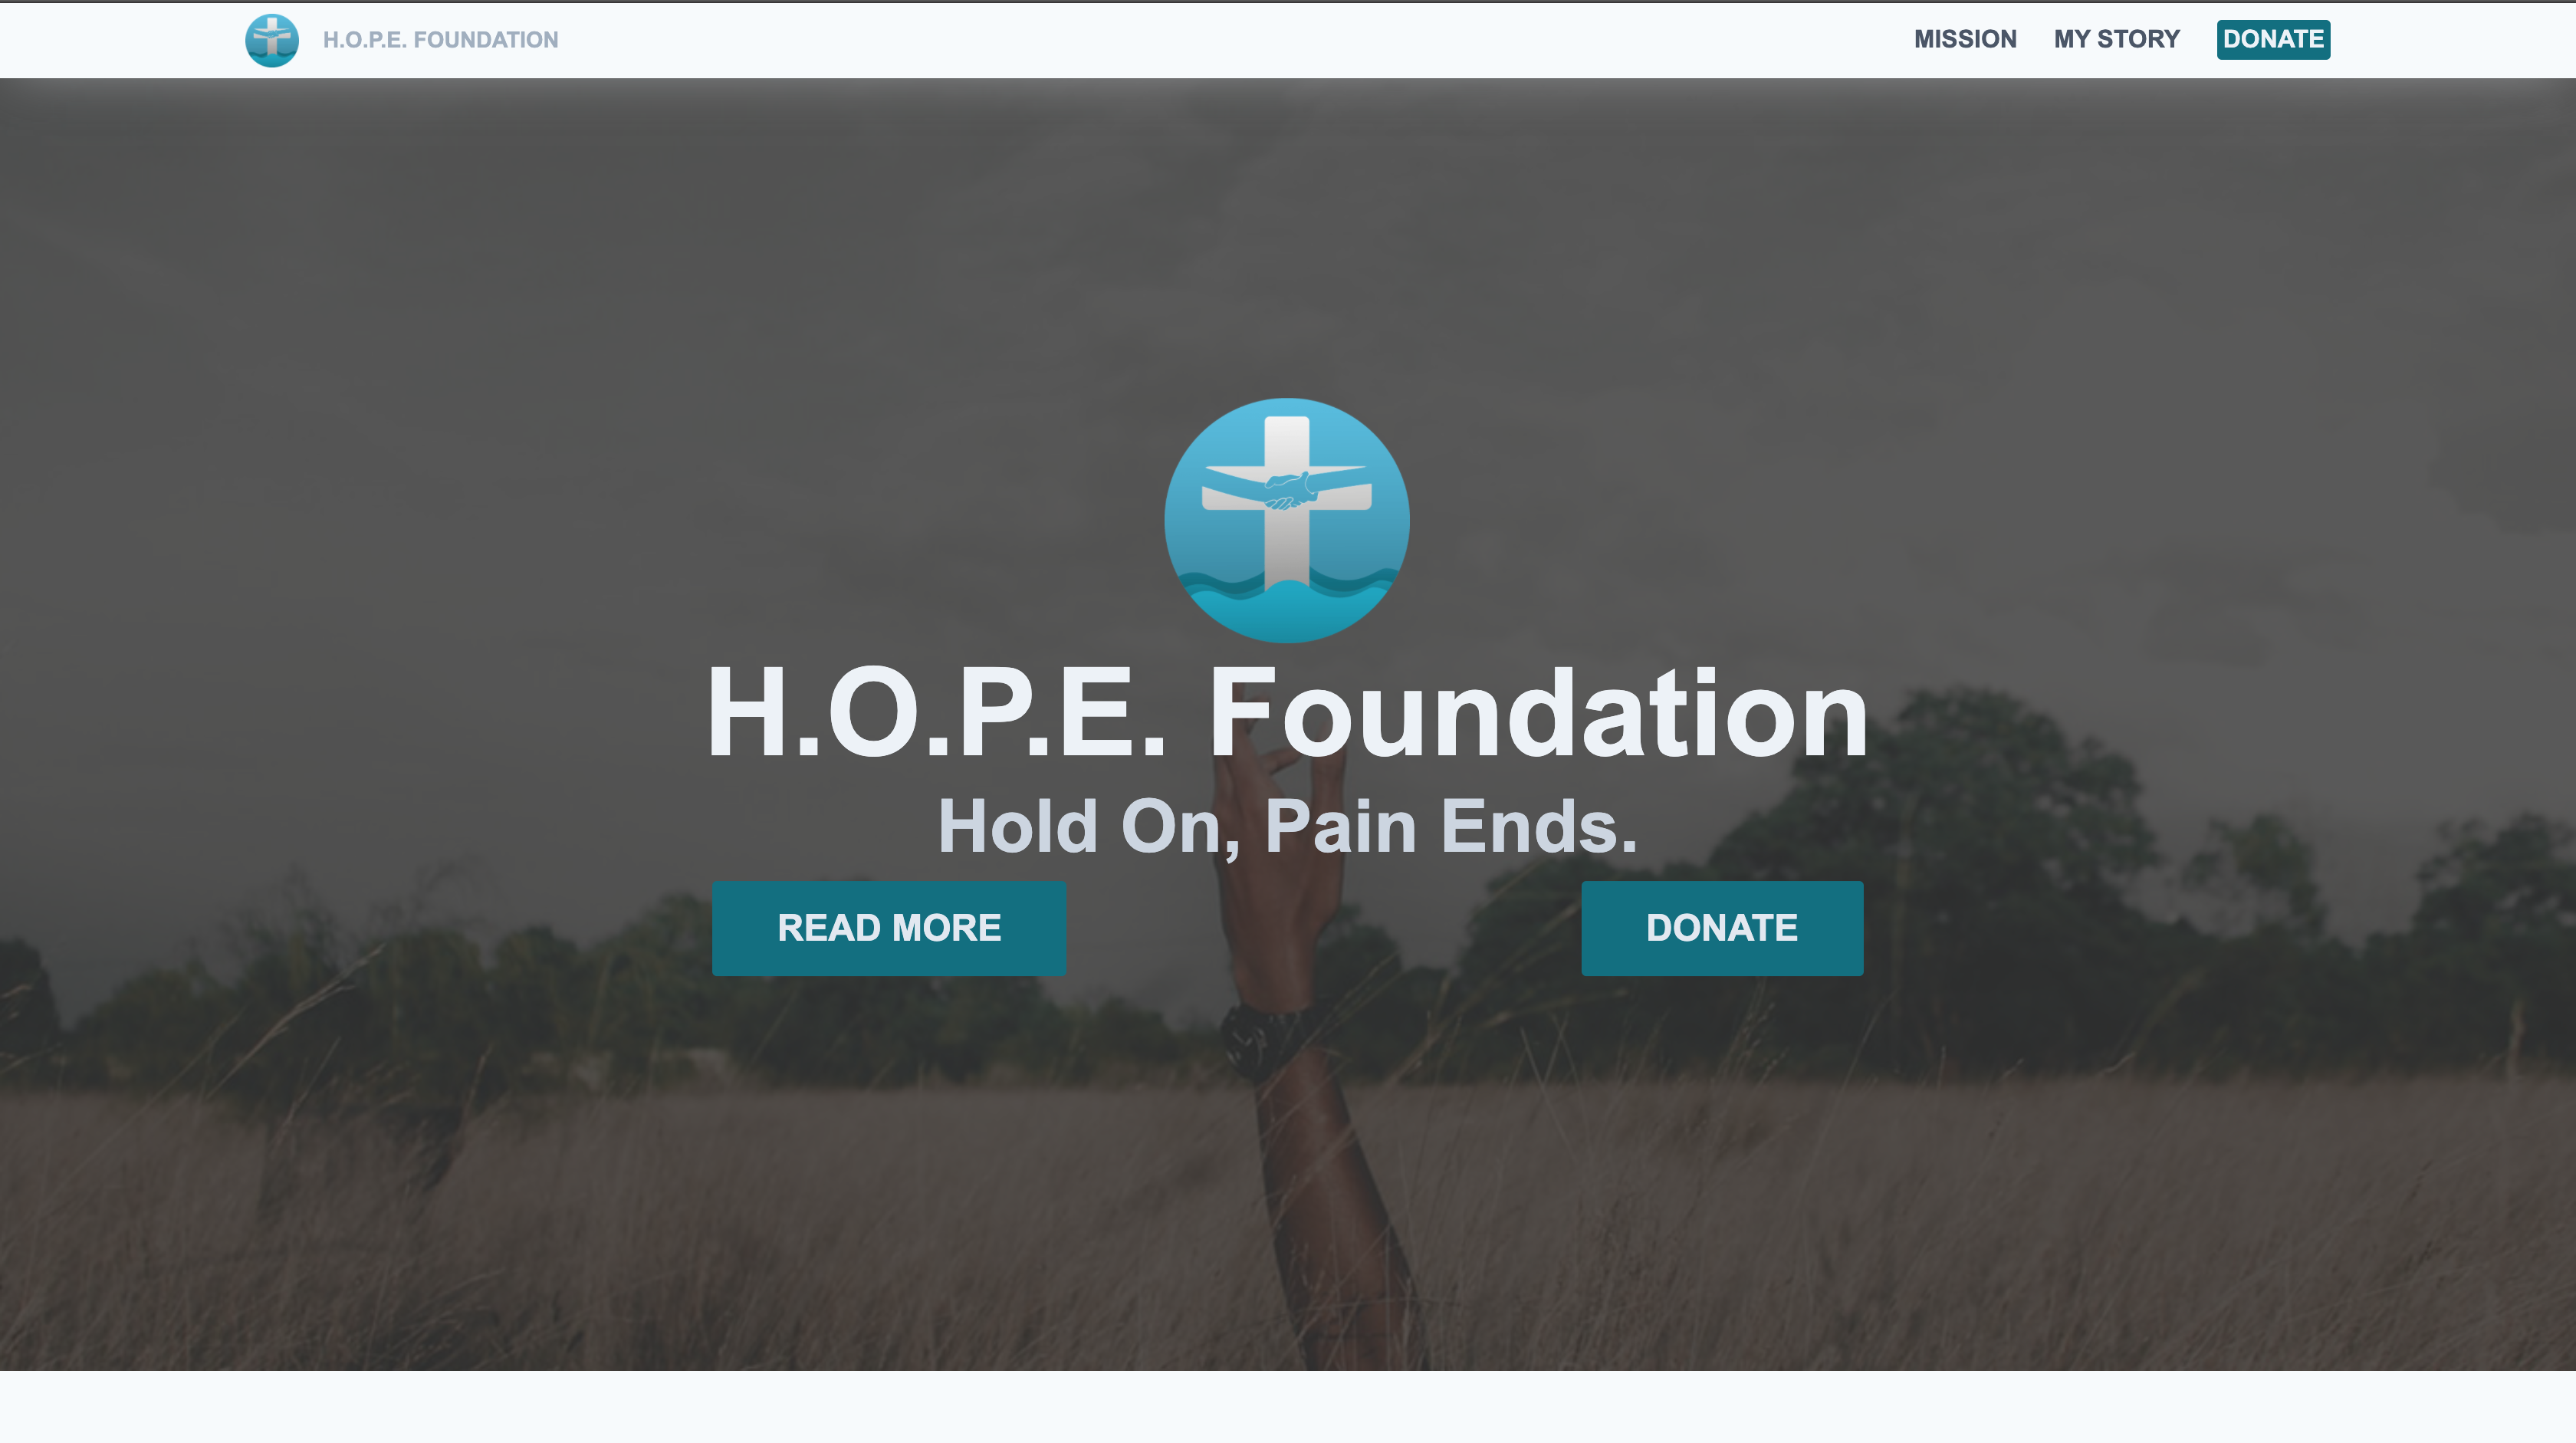 H.O.P.E. FOUNDATION
MISSION MY STORY DONATE
H.O.P.E. Foundation
Hold On, Pain Ends.
READ MORE DONATE